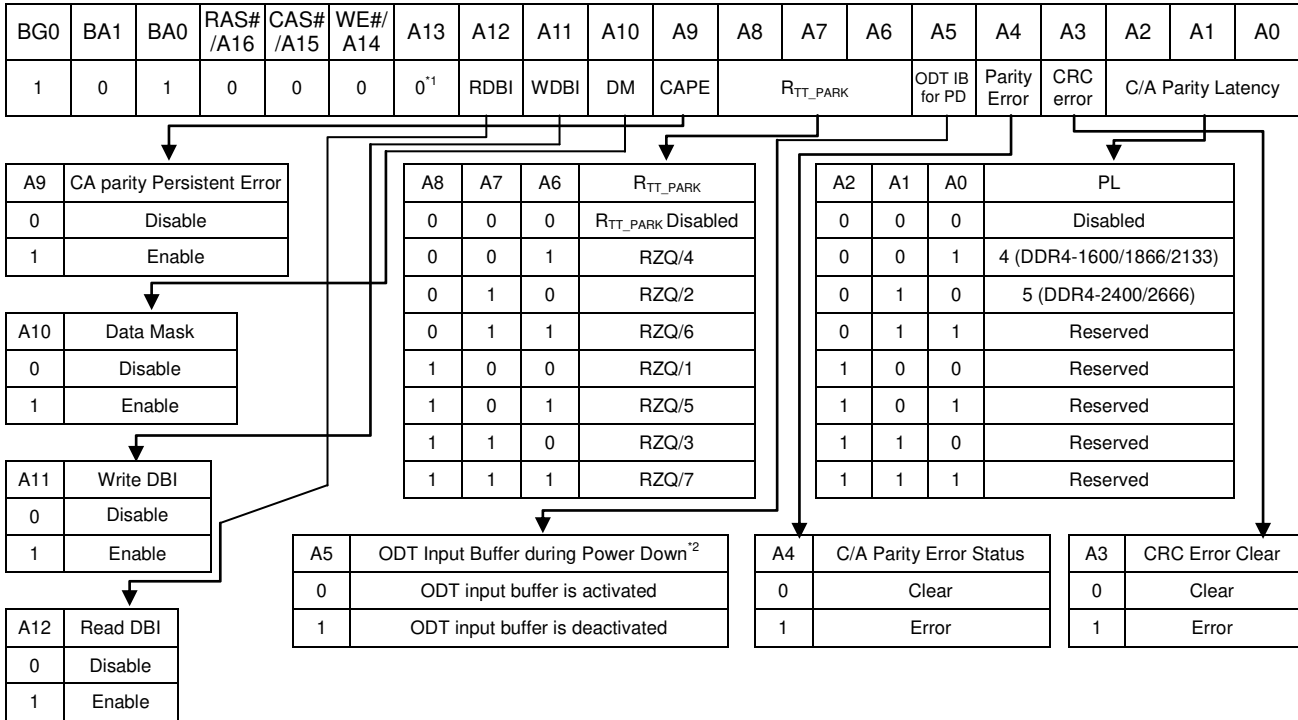 BG0 BA1 BA0 RAS#/A16 CAS#/A15 WE#/A14 A13 A12 A11 A10 A9 A8 A7 A6 A5 A4 A3 A2 A1 A0
1 0 1 0 0 0 0*1 RDBI WDBI DM CAPE RTT_PARK ODT IB for PD Parity Error CRC error C/A Parity Latency
A9 CA parity Persistent Error
0 Disable
1 Enable
A10 Data Mask
0 Disable
1 Enable
A11 Write DBI
0 Disable
1 Enable
A12 Read DBI
0 Disable
1 Enable
A8 A7 A6 RTT_PARK
0 0 0 RTT_PARK Disabled
0 0 1 RZQ/4
0 1 0 RZQ/2
0 1 1 RZQ/6
1 0 0 RZQ/1
1 0 1 RZQ/5
1 1 0 RZQ/3
1 1 1 RZQ/7
A2 A1 A0 PL
0 0 0 Disabled
0 0 1 4 (DDR4-1600/1866/2133)
0 1 0 5 (DDR4-2400/2666)
0 1 1 Reserved
1 0 0 Reserved
1 0 1 Reserved
1 1 0 Reserved
1 1 1 Reserved
A5 ODT Input Buffer during Power Down*2
0 ODT input buffer is activated
1 ODT input buffer is deactivated
A4 C/A Parity Error Status
0 Clear
1 Error
A3 CRC Error Clear
0 Clear
1 Error